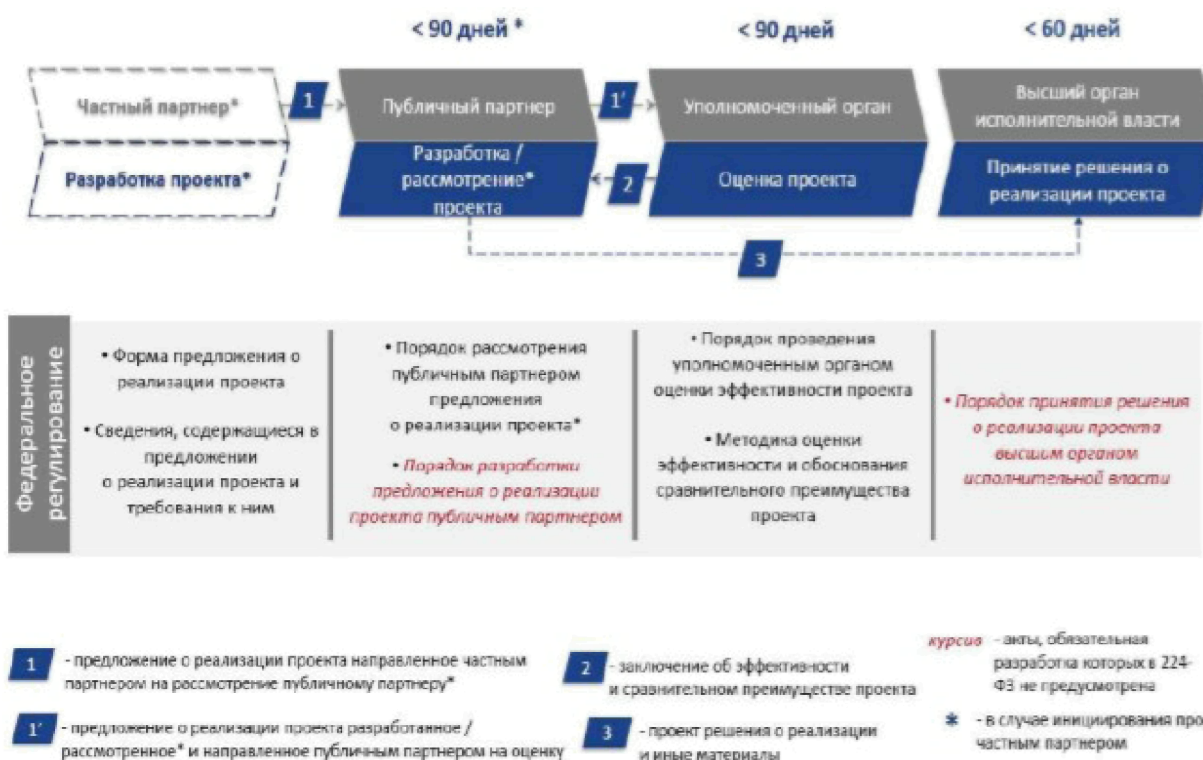 < 90 дней *
< 90 дней
< 60 дней
Частный партнер*
1
Публичный партнер
1'
Уполномоченный орган
Высший орган
исполнительной власти
Разработка проекта*
Разработка /
рассмотрение*
проекта
2
Оценка проекта
Принятие решения о
реализации проекта
3
Федеральное
регулирование
• Форма предложения о
реализации проекта
• Сведения, содержащиеся в
предложении
о реализации проекта и
требования к ним
• Порядок рассмотрения
публичным партнером
предложения
о реализации проекта*
• Порядок разработки
предложения о реализации
проекта публичным партнером
• Порядок проведения
уполномоченным органом
оценки эффективности проекта
• Методика оценки
эффективности и обоснования
сравнительного преимущества
проекта
• Порядок принятия решения
о реализации проекта
высшим органом
исполнительной власти
1 - предложение о реализации проекта направленное частным
партнером на рассмотрение публичному партнеру*
1' - предложение о реализации проекта разработанное /
рассмотренное* и направленное публичным партнером на оценку
2 - заключение об эффективности
и сравнительном преимуществе проекта
3 - проект решения о реализации
и иные материалы
курсив - акты, обязательная
разработка которых в 224-
ФЗ не предусмотрена
* - в случае инициирования про
частным партнером